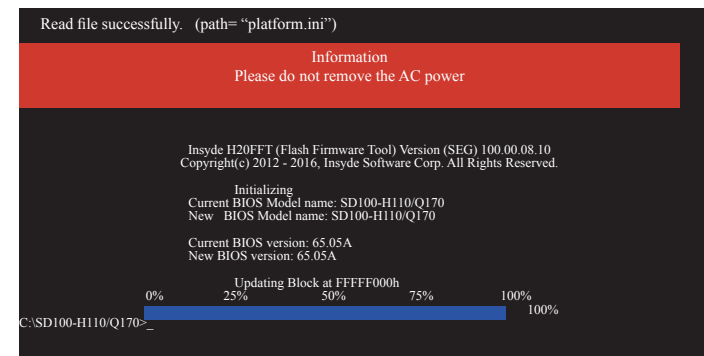 Read file successfully. (path= “platform.ini”)
Information
Please do not remove the AC power
Insyde H20FFT (Flash Firmware Tool) Version (SEG) 100.00.08.10
Copyright(c) 2012 - 2016, Insyde Software Corp. All Rights Reserved.
Initializing
Current BIOS Model name: SD100-H110/Q170
New BIOS Model name: SD100-H110/Q170
Current BIOS version: 65.05A
New BIOS version: 65.05A
Updating Block at FFFFF000h
0% 25% 50% 75% 100%
100%
C:\SD100-H110/Q170>_